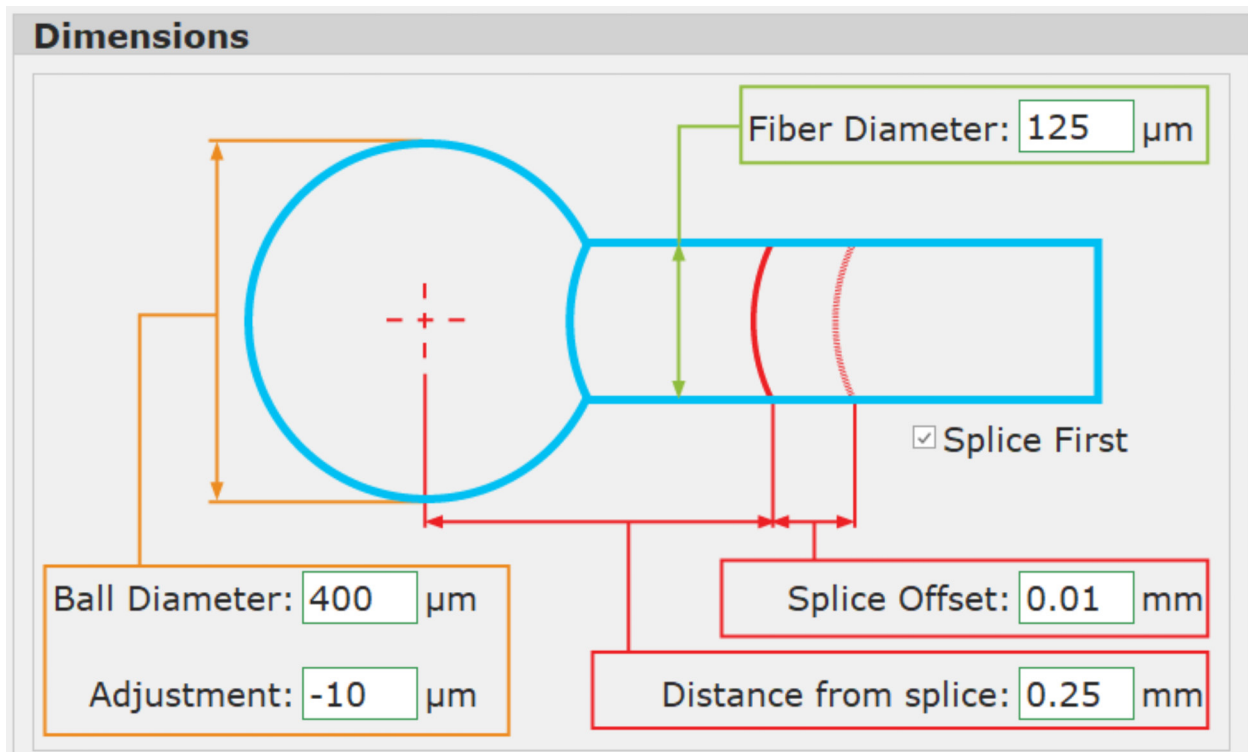 Dimensions
Fiber Diameter: 125 μm
Splice First
Ball Diameter: 400 μm
Splice Offset: 0.01 mm
Adjustment: -10 μm
Distance from splice: 0.25 mm